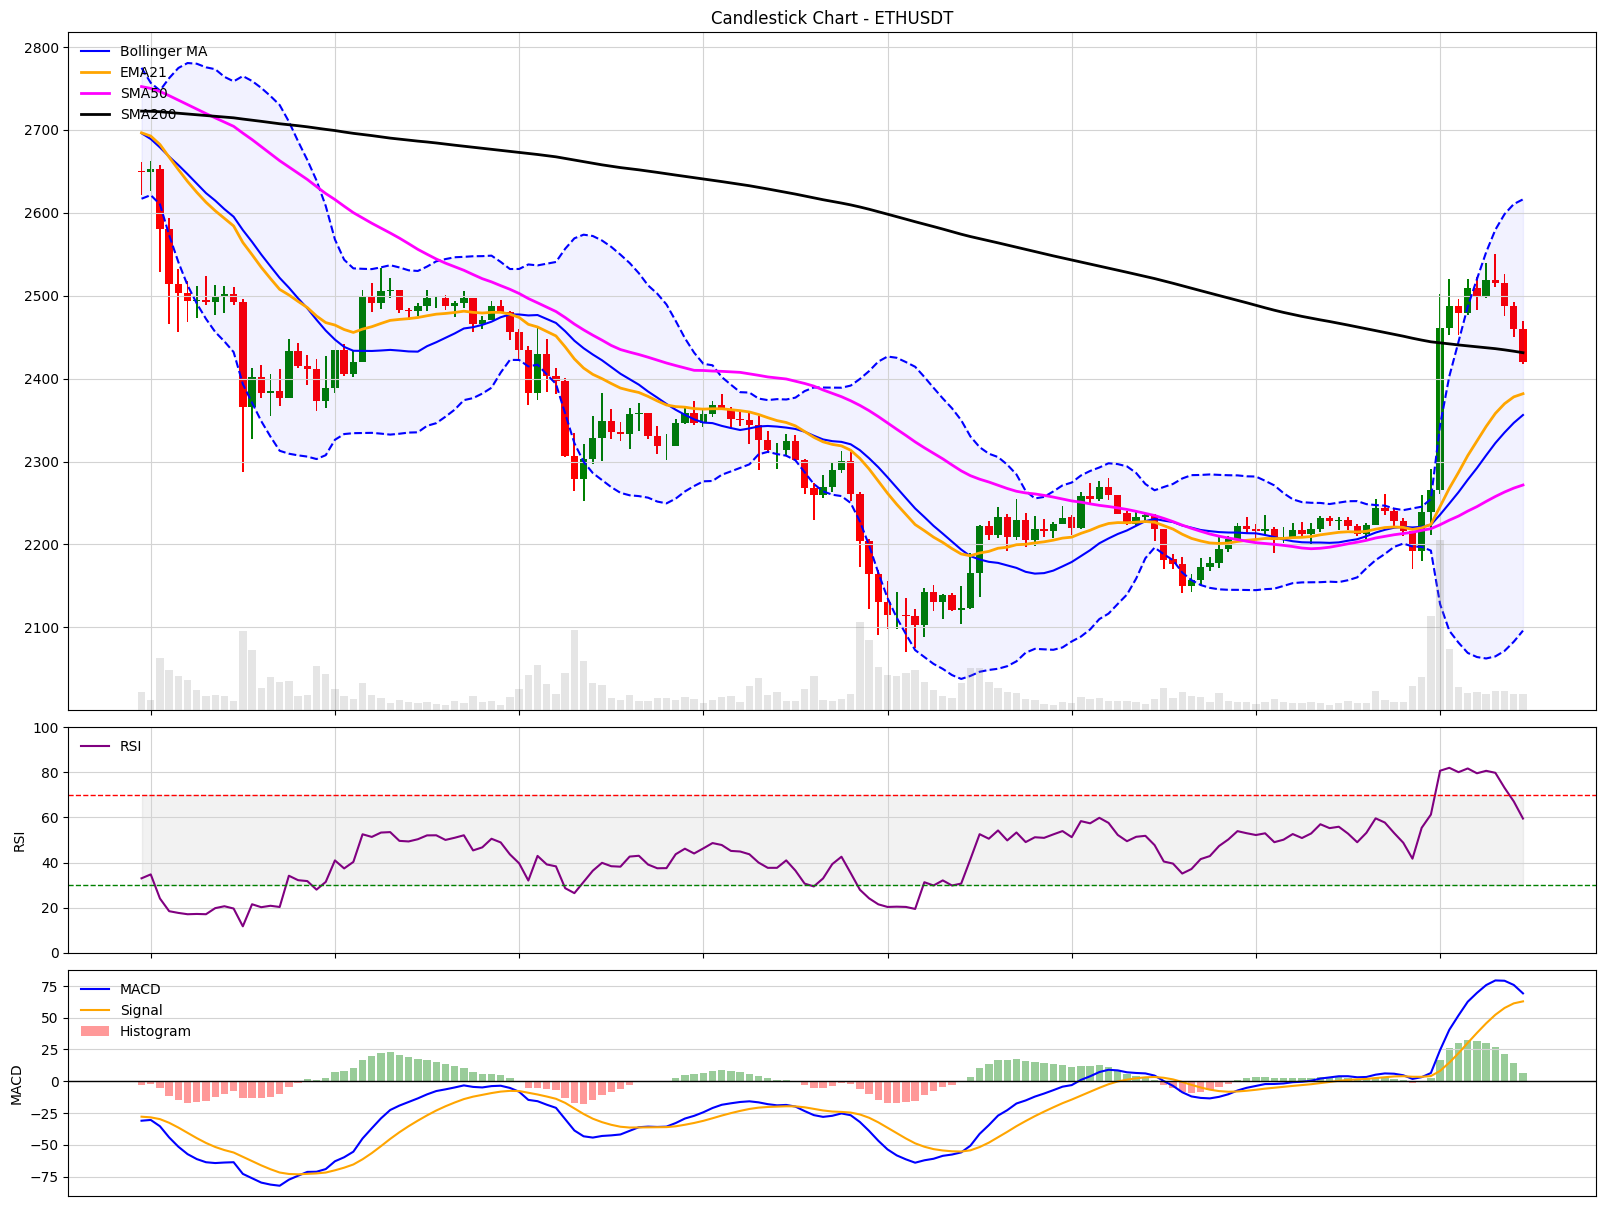 Candlestick Chart - ETHUSDT
Bollinger MA
EMA21
SMA50
SMA200
2800
2700
2600
2500
2400
2300
2200
2100
RSI
100
80
60
40
20
0
RSI
MACD
Signal
Histogram
75
50
25
0
−25
−50
−75
MACD